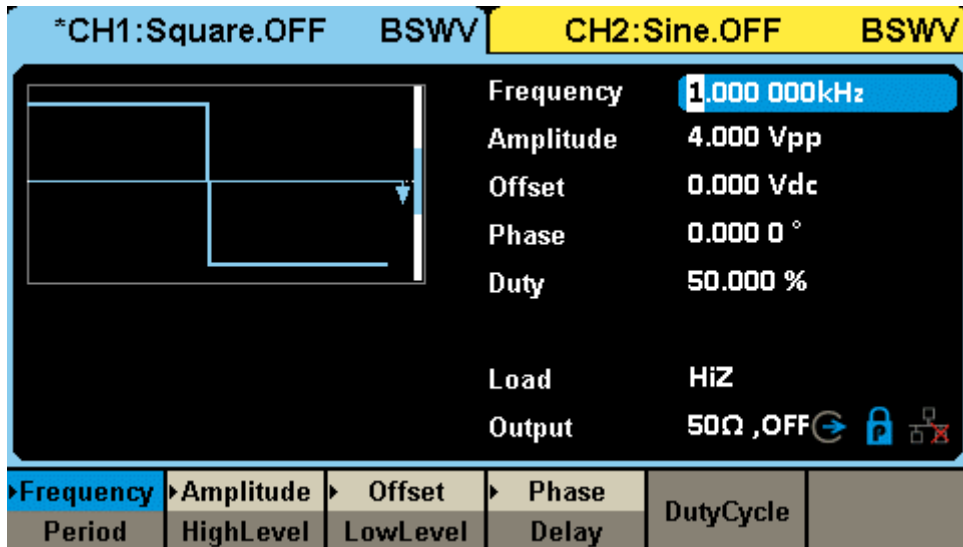 *CH1:Square.OFF BSWV CH2:Sine.OFF BSWV
Frequency 1.000 000kHz
Amplitude 4.000 Vpp
Offset 0.000 Vdc
Phase 0.000 0 °
Duty 50.000 %
Load HiZ
Output 50Ω ,OFF P
Frequency Amplitude Offset Phase DutyCycle
Period HighLevel LowLevel Delay